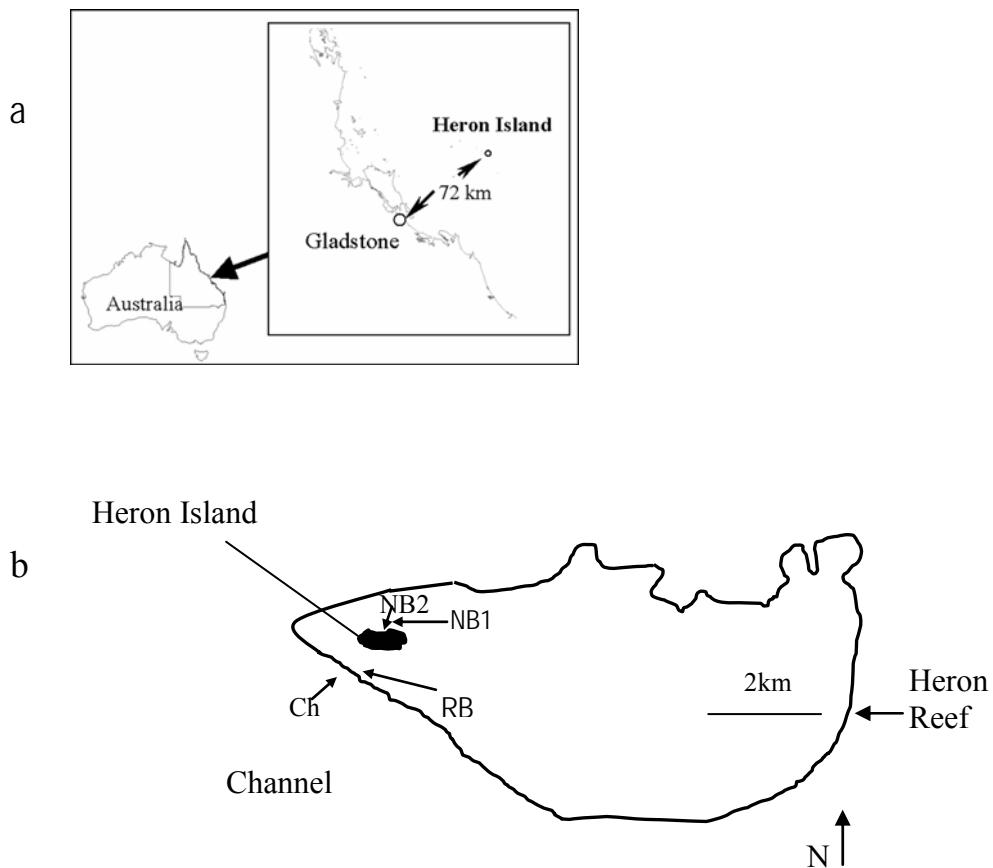 a
Heron Island
72 km
Gladstone
Australia
Heron Island
b
NB2
NB1
2km
Heron
Reef
Ch
RB
Channel
N